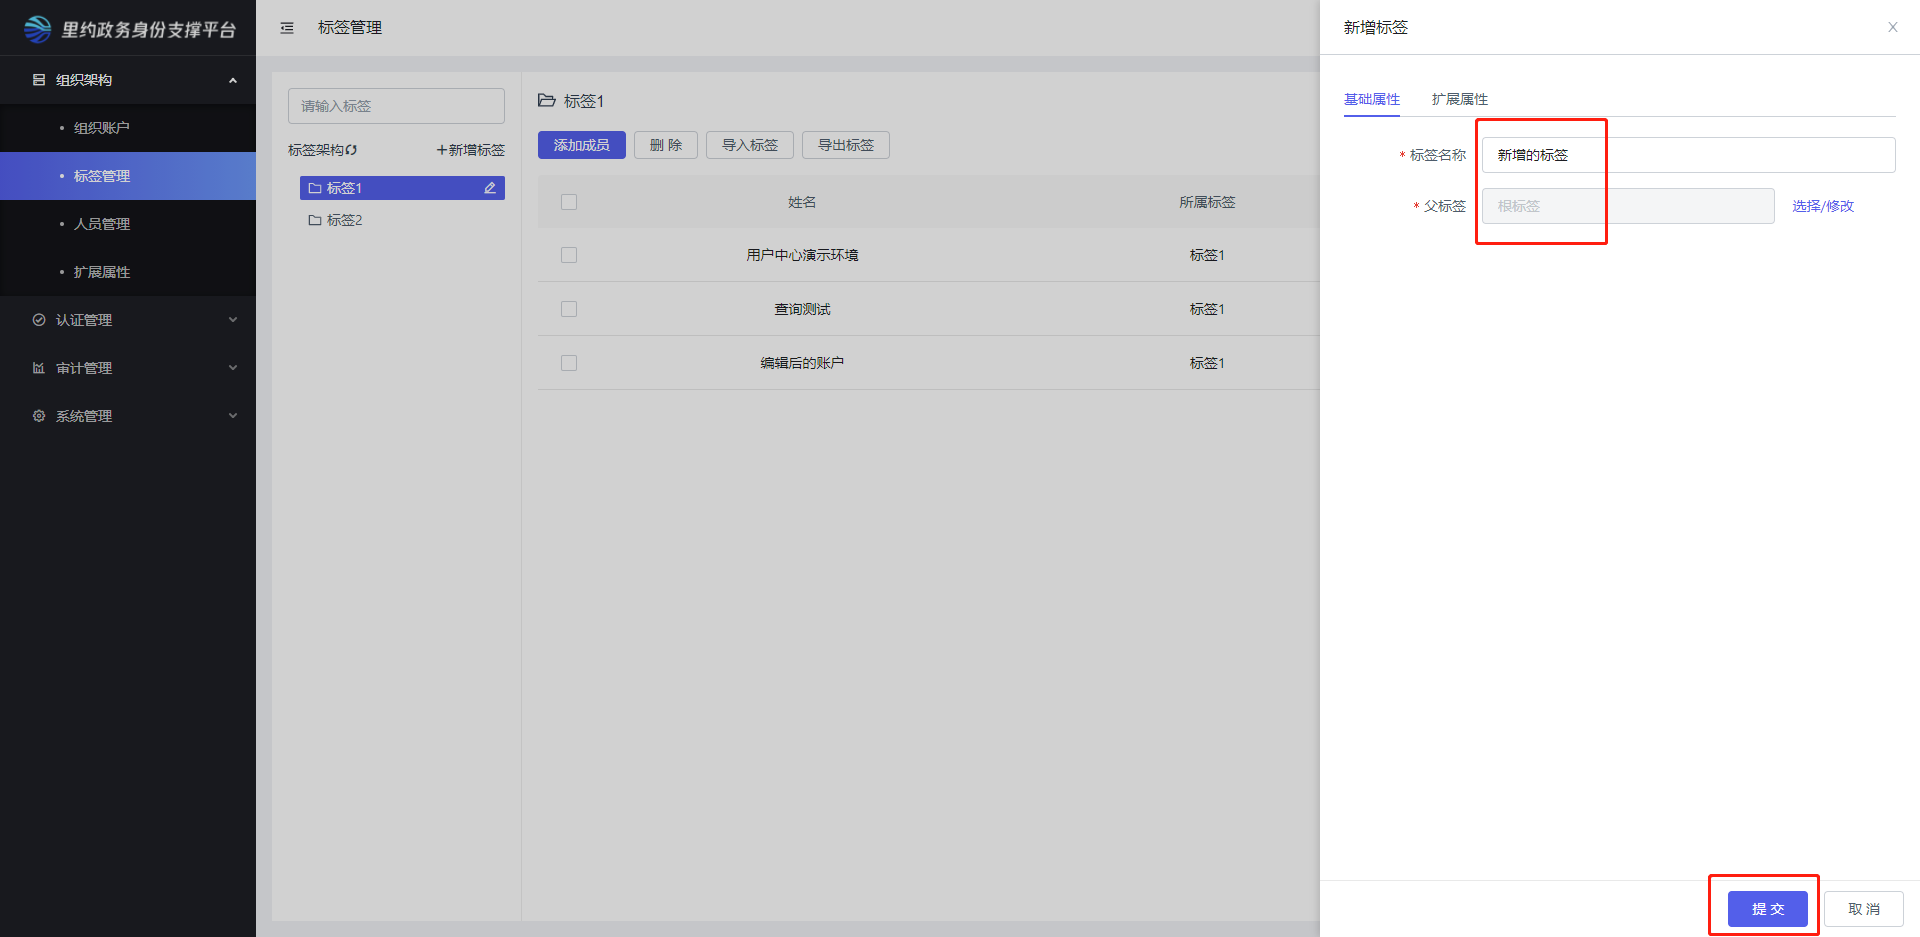 里约政务身份支撑平台
组织架构
组织账户
标签管理
人员管理
扩展属性
认证管理
审计管理
系统管理
标签管理
请输入标签
标签架构
+新增标签
标签1
标签2
标签1
添加成员 删除 导入标签 导出标签
姓名 所属标签
用户中心演示环境 标签1
查询测试 标签1
编辑后的账户 标签1
新增标签
基础属性 扩展属性
* 标签名称 新增的标签
* 父标签 根标签 选择/修改
提交 取消